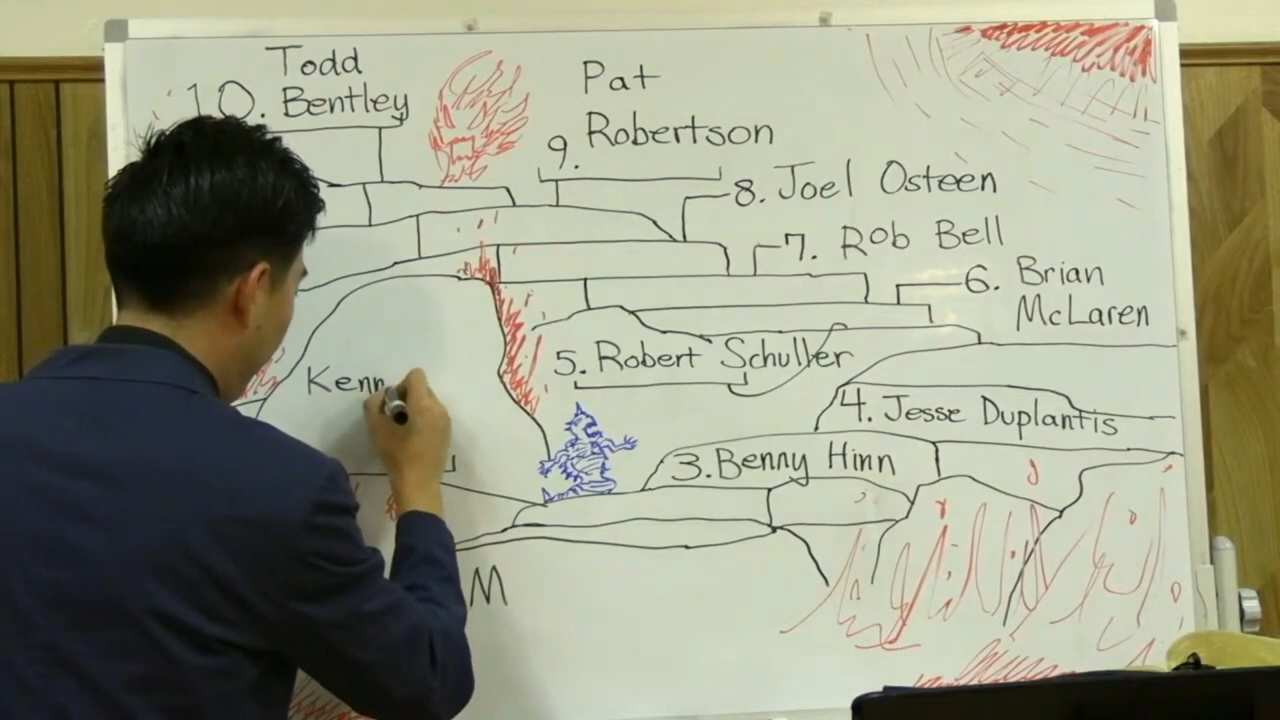 Todd
10. Bentley
Pat
9. Robertson
8. Joel Osteen
7. Rob Bell
6. Brian
McLaren
5. Robert Schuller
Kenn
4. Jesse Duplantis
3. Benny Hinn
M